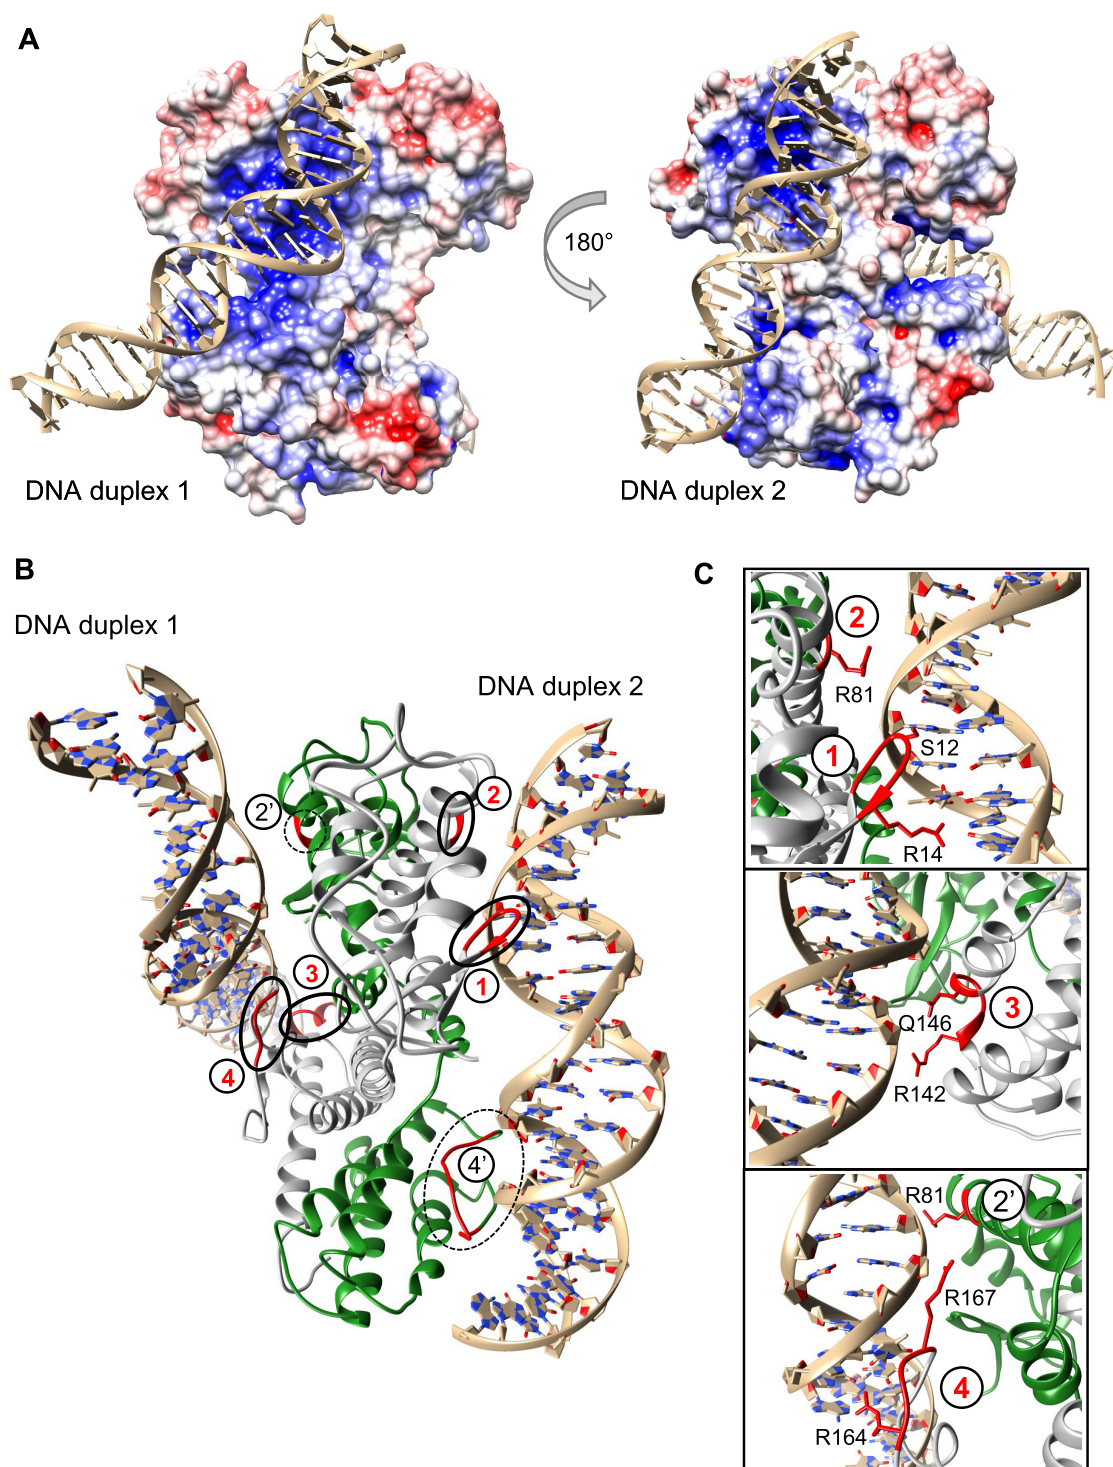 A
180°
DNA duplex 1
DNA duplex 2
B
DNA duplex 1
DNA duplex 2
2
2’
3
1
4
4’
C
2
R81
1
S12
R14
3
Q146
R142
R81
2’
R167
4
R164